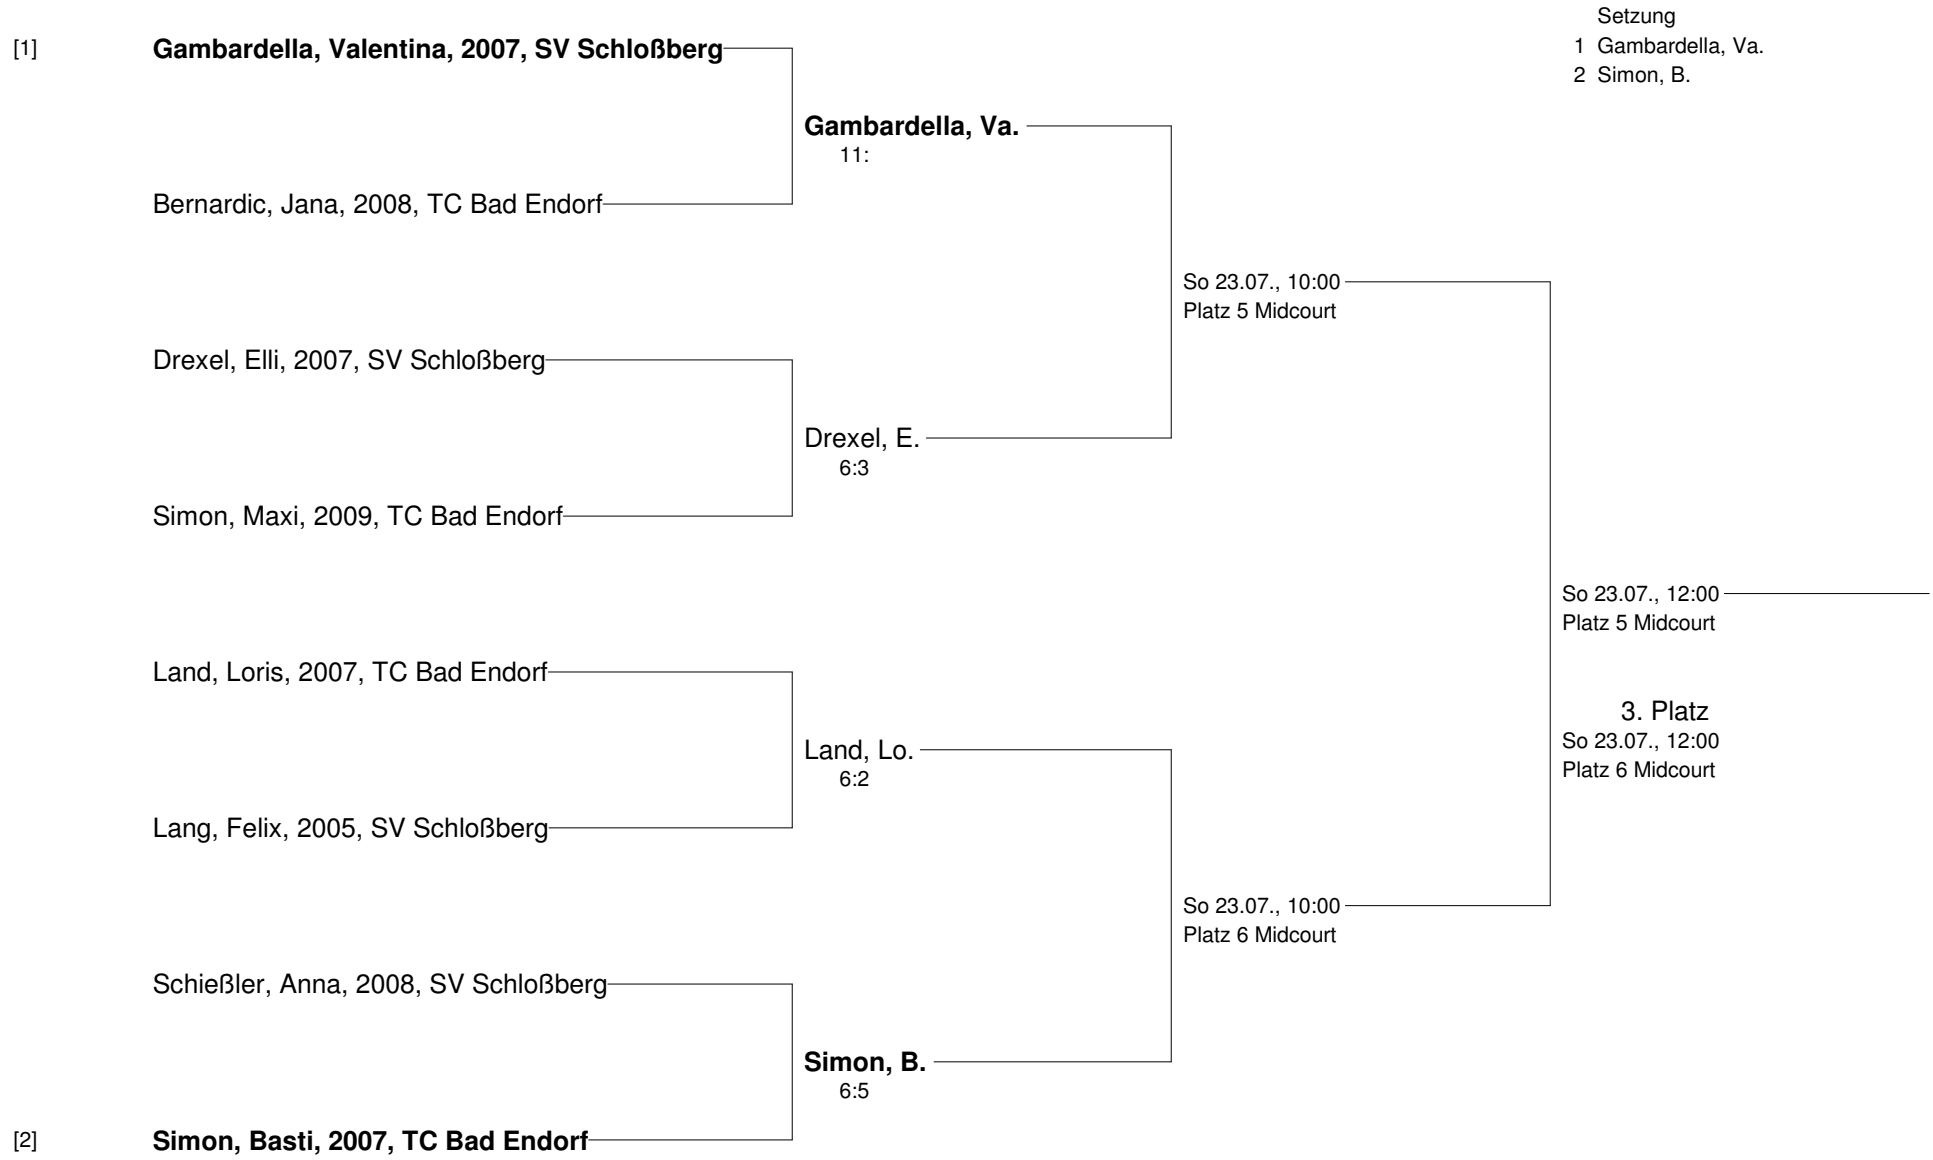 Setzung
[1] Gambardella, Valentina, 2007, SV Schloßberg
1 Gambardella, Va.
2 Simon, B.
Gambardella, Va.
11:
Bernardic, Jana, 2008, TC Bad Endorf
So 23.07., 10:00
Platz 5 Midcourt
Drexel, Elli, 2007, SV Schloßberg
Drexel, E.
6:3
Simon, Maxi, 2009, TC Bad Endorf
So 23.07., 12:00
Platz 5 Midcourt
Land, Loris, 2007, TC Bad Endorf
3. Platz
So 23.07., 12:00
Platz 6 Midcourt
Land, Lo.
6:2
Lang, Felix, 2005, SV Schloßberg
So 23.07., 10:00
Platz 6 Midcourt
Schießler, Anna, 2008, SV Schloßberg
Simon, B.
6:5
[2] Simon, Basti, 2007, TC Bad Endorf